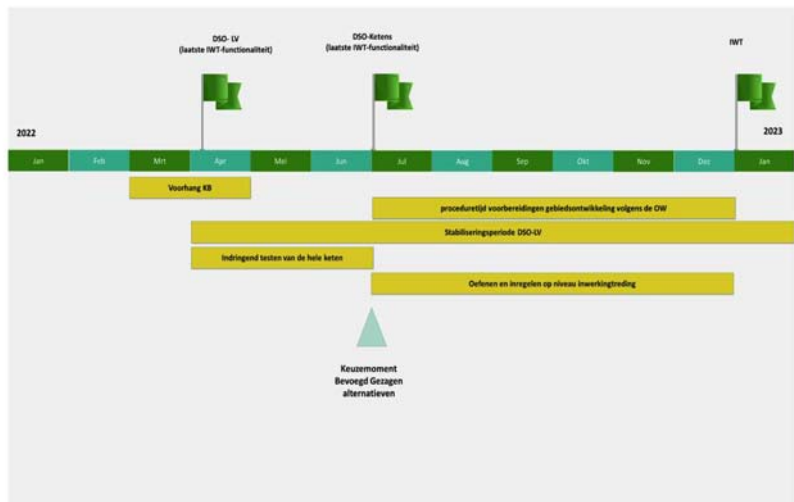 DSO- LV
(laatste IWT-functionaliteit)
DSO-Ketens
(laatste IWT-functionaliteit)
IWT
2022
2023
Jan Feb Mrt Apr Mei Jun Jul Aug Sep Okt Nov Dec Jan
Voorhang KB
proceduretijd voorbereidingen gebiedsontwikkeling volgens de OW
Stabiliseringsperiode DSO-LV
Indringend testen van de hele keten
Oefenen en inregelen op niveau inwerkingtreding
Keuzemoment
Bevoegd Gezagen
alternatieven